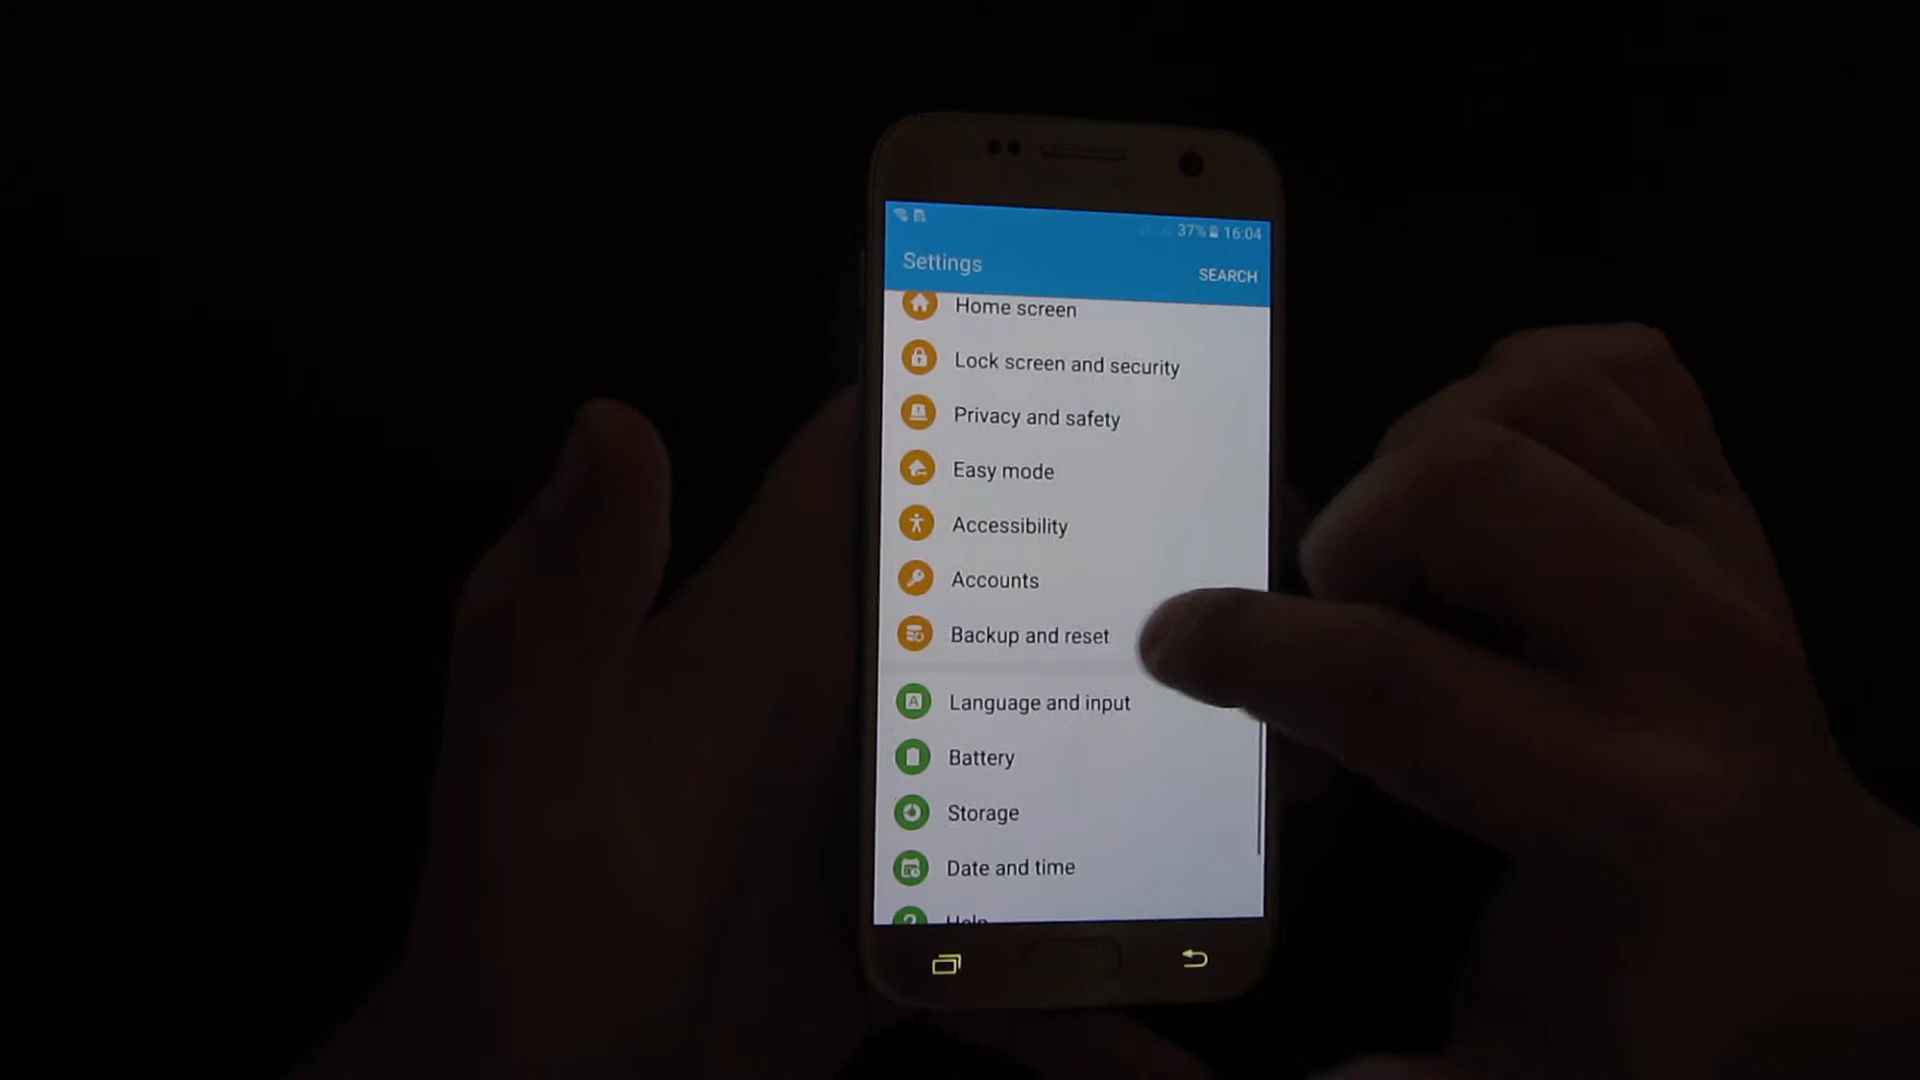 37% 16:04
Settings
SEARCH
Home screen
Lock screen and security
Privacy and safety
Easy mode
Accessibility
Accounts
Backup and reset
A Language and input
Battery
Storage
Date and time
? Help